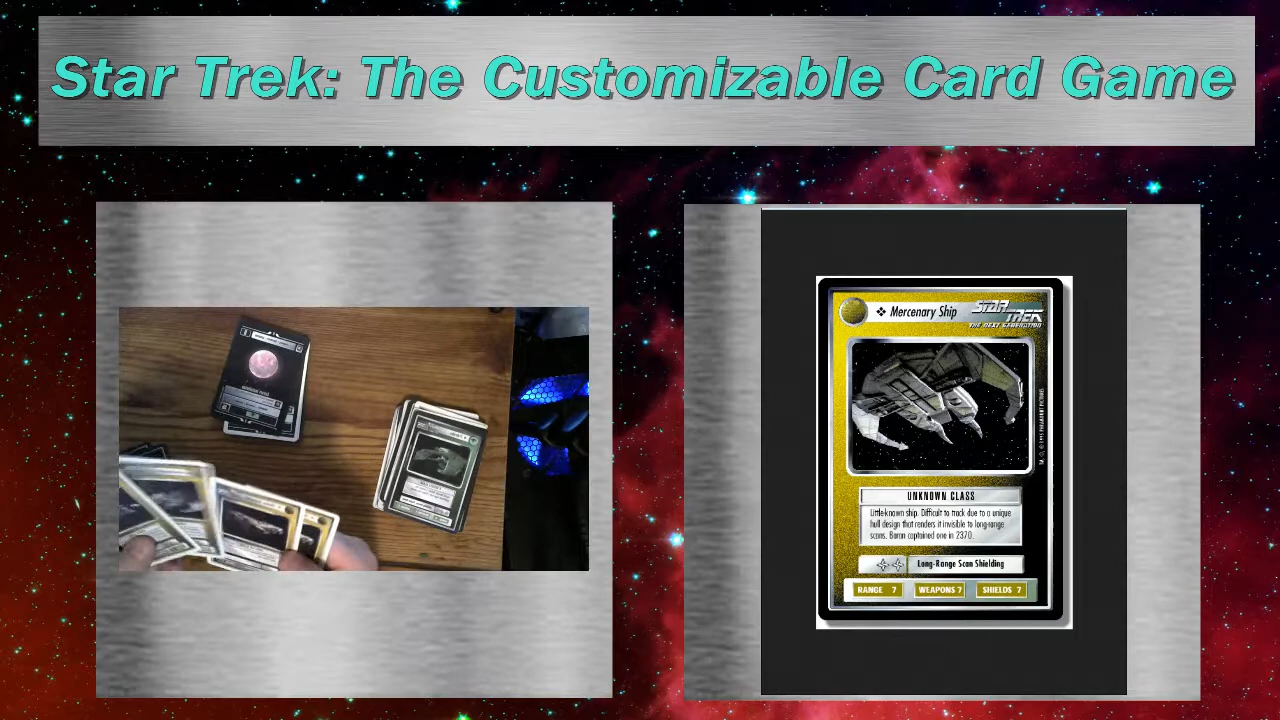 Star Trek: The Customizable Card Game
❖ Mercenary Ship
STAR TREK
THE NEXT GENERATION
UNKNOWN CLASS
Little-known ship. Difficult to track due to a unique
hull design that renders it invisible to long-range
scans. Baran captained one in 2370.
Long-Range Scan Shielding
RANGE 7 WEAPONS 7 SHIELDS 7